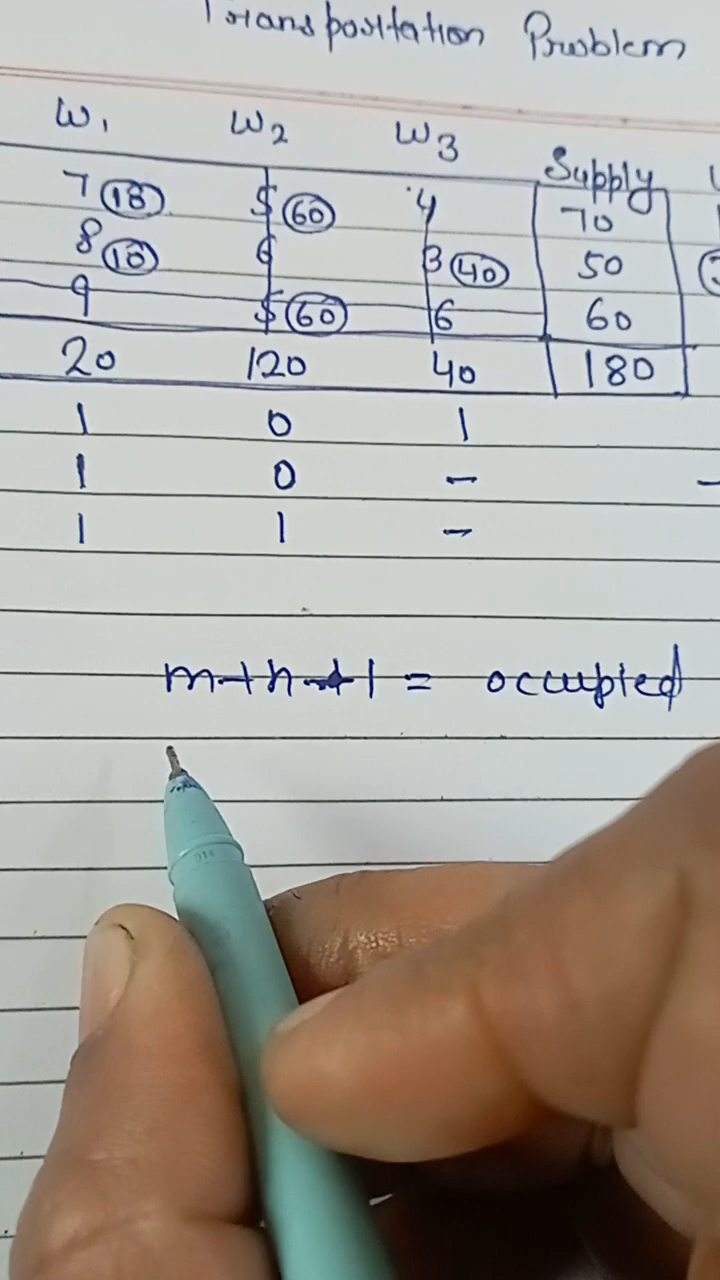 Transportation Problem
W1 W2 W3 Supply
7 (10) 5 (60) 4 70
8 (10) 6 3 (40) 50
9 5 (60) 6 60
20 120 40 180
1 0 1
1 0 - -
1 1 -
m+n-1 = occupied